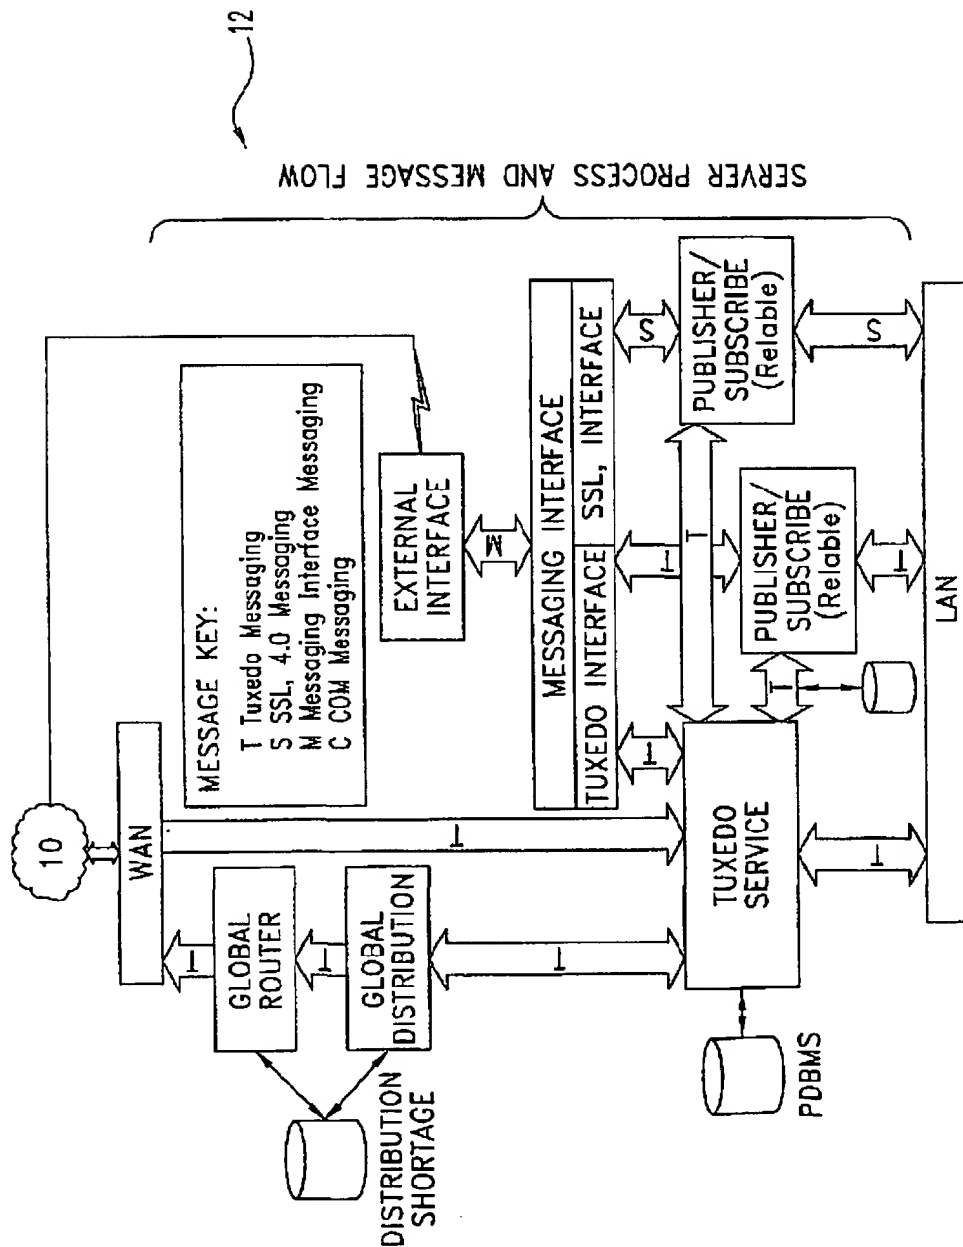 12
SERVER PROCESS AND MESSAGE FLOW
10
WAN
MESSAGE KEY:
T Tuxedo Messaging
S SSL, 4.0 Messaging
M Messaging Interface Messaging
C COM Messaging
T
GLOBAL
ROUTER
T
GLOBAL
DISTRIBUTION
DISTRIBUTION
SHORTAGE
T
T
EXTERNAL
INTERFACE
M
MESSAGING INTERFACE
TUXEDO INTERFACE
SSL, INTERFACE
T
T
S
T
PUBLISHER/
SUBSCRIBE
(Relable)
PUBLISHER/
SUBSCRIBE
(Relable)
T
TUXEDO
SERVICE
PDBMS
T
T
S
LAN